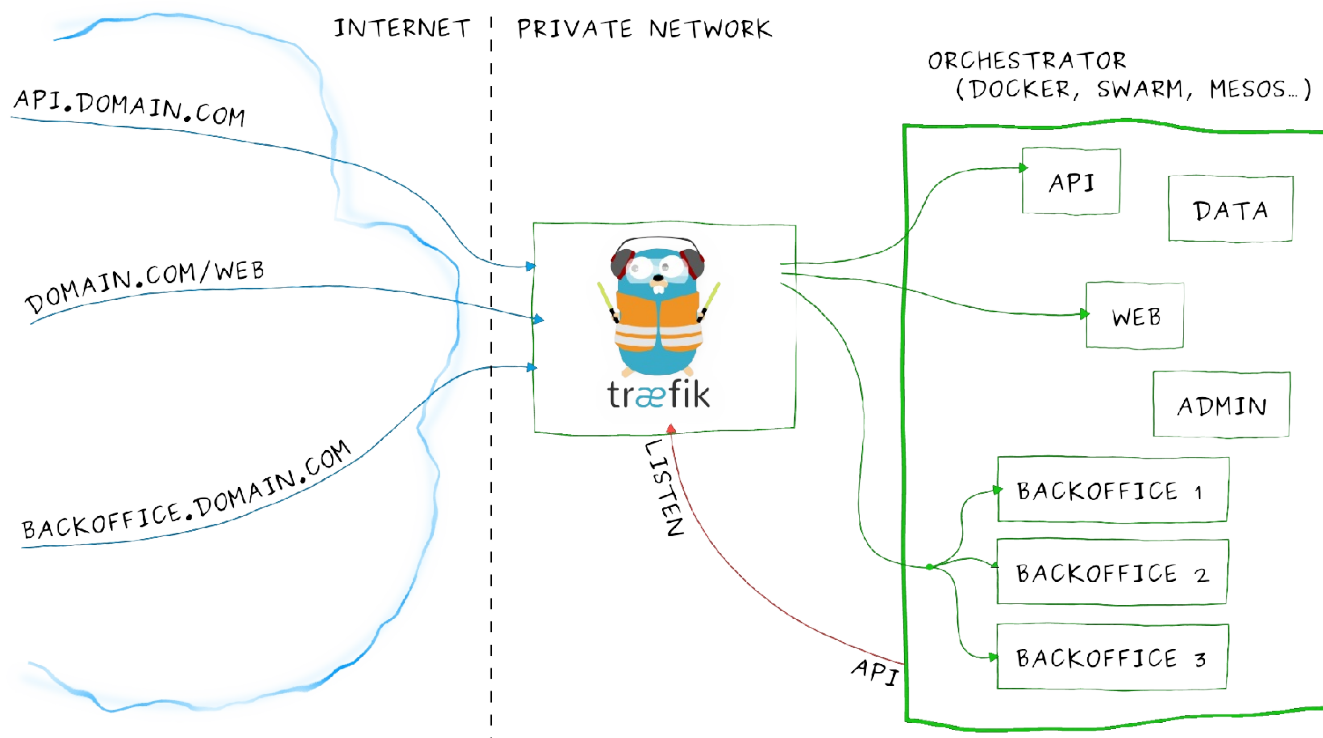 INTERNET
PRIVATE NETWORK
ORCHESTRATOR
(DOCKER, SWARM, MESOS...)
API.DOMAIN.COM
DOMAIN.COM/WEB
BACKOFFICE.DOMAIN.COM
træfik
LISTEN
API
API
DATA
WEB
ADMIN
BACKOFFICE 1
BACKOFFICE 2
BACKOFFICE 3